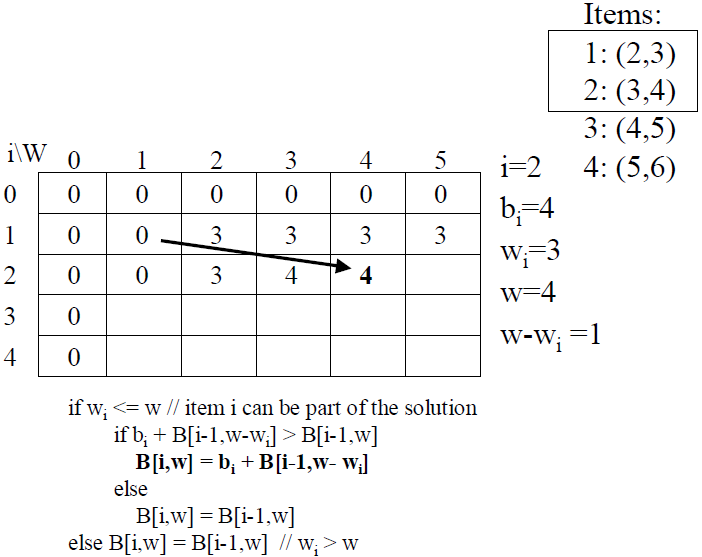 Items:
1: (2,3)
2: (3,4)
3: (4,5)
4: (5,6)
i\W 0 1 2 3 4 5
0 0 0 0 0 0 0
1 0 0 3 3 3 3
2 0 0 3 4 4
3 0
4 0
i=2
bi=4
wi=3
w=4
w-wi =1
if wi <= w // item i can be part of the solution
if bi + B[i-1,w-wi] > B[i-1,w]
B[i,w] = bi + B[i-1,w- wi]
else
B[i,w] = B[i-1,w]
else B[i,w] = B[i-1,w] // wi > w